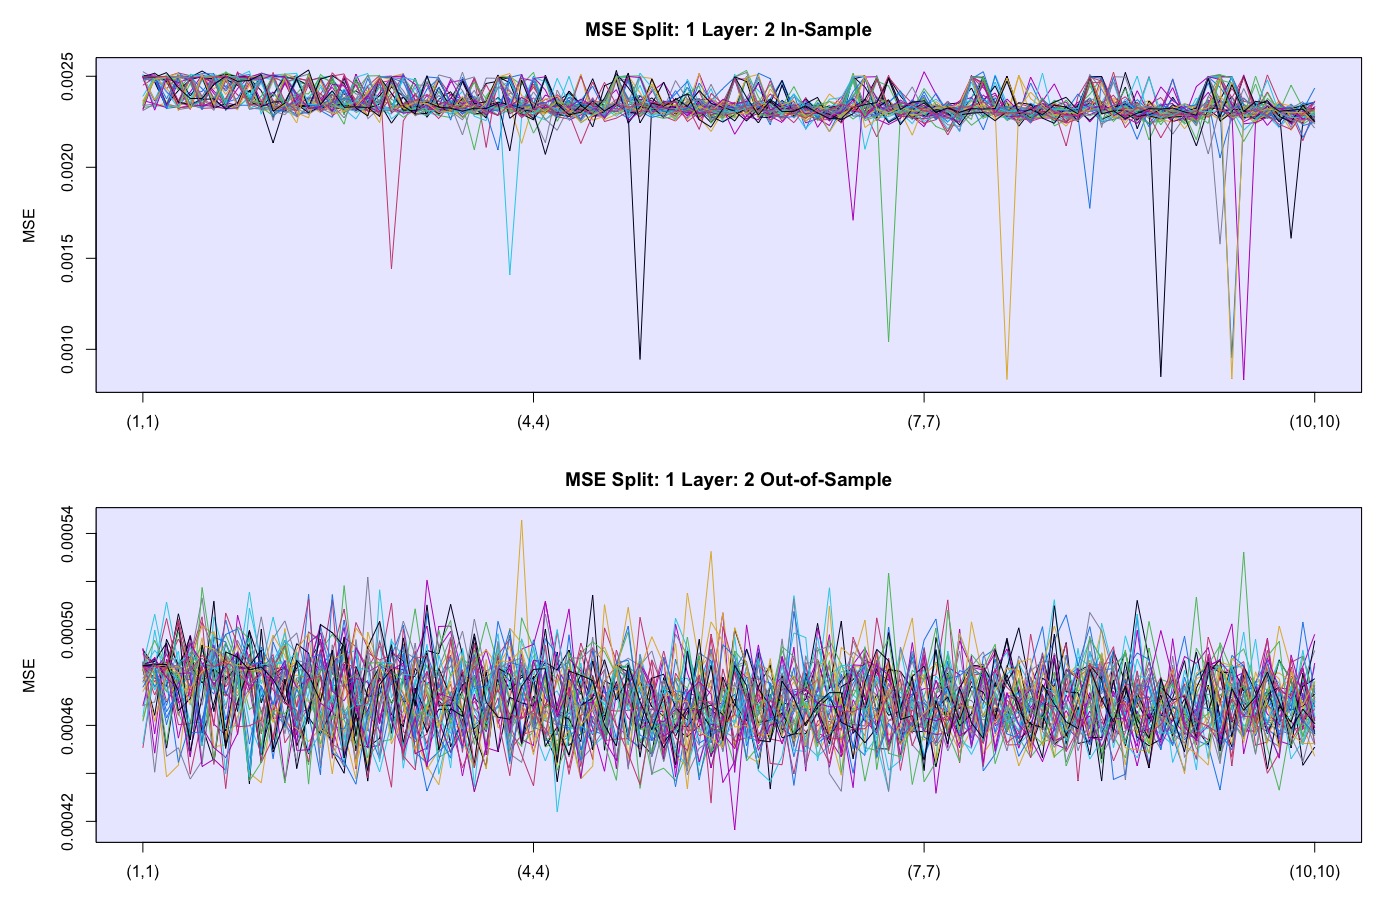 MSE Split: 1 Layer: 2 In-Sample
MSE
0.0025
0.0020
0.0015
0.0010
(1,1) (4,4) (7,7) (10,10)
MSE Split: 1 Layer: 2 Out-of-Sample
MSE
0.00054
0.00050
0.00046
0.00042
(1,1) (4,4) (7,7) (10,10)